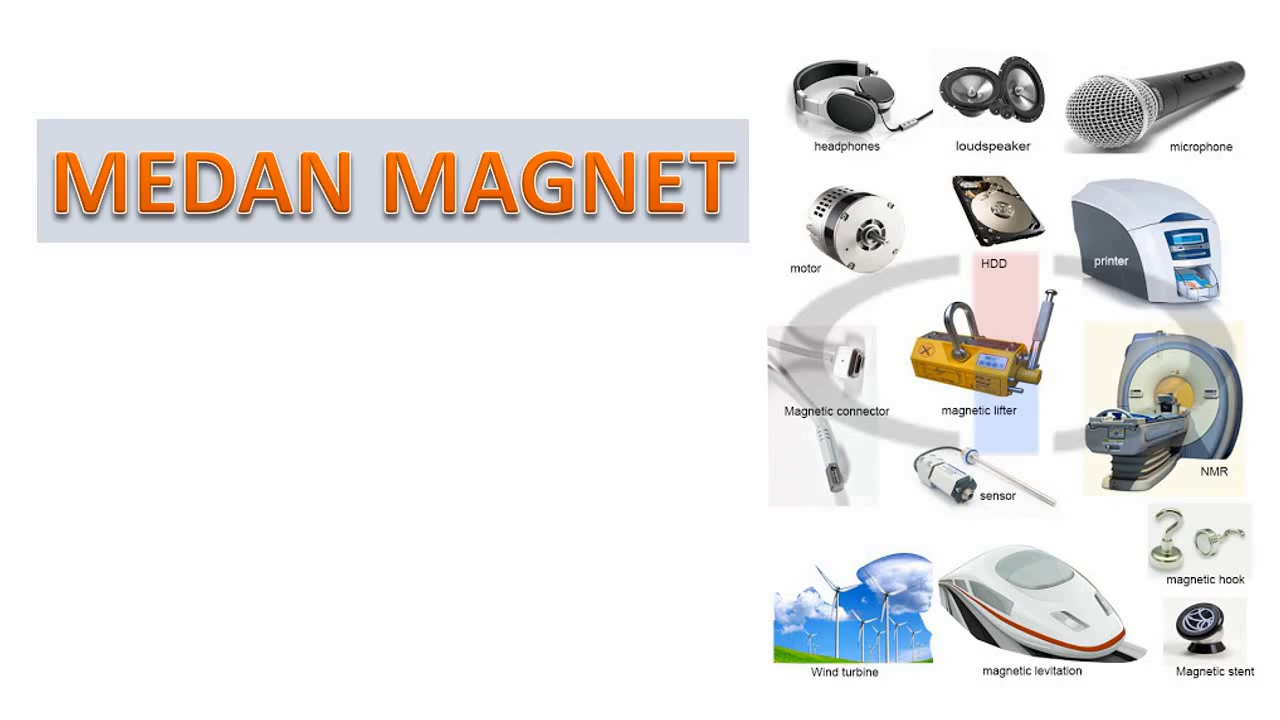 MEDAN MAGNET
headphones
loudspeaker
microphone
motor
HDD
printer
Magnetic connector
magnetic lifter
NMR
sensor
magnetic hook
Wind turbine
magnetic levitation
Magnetic stent